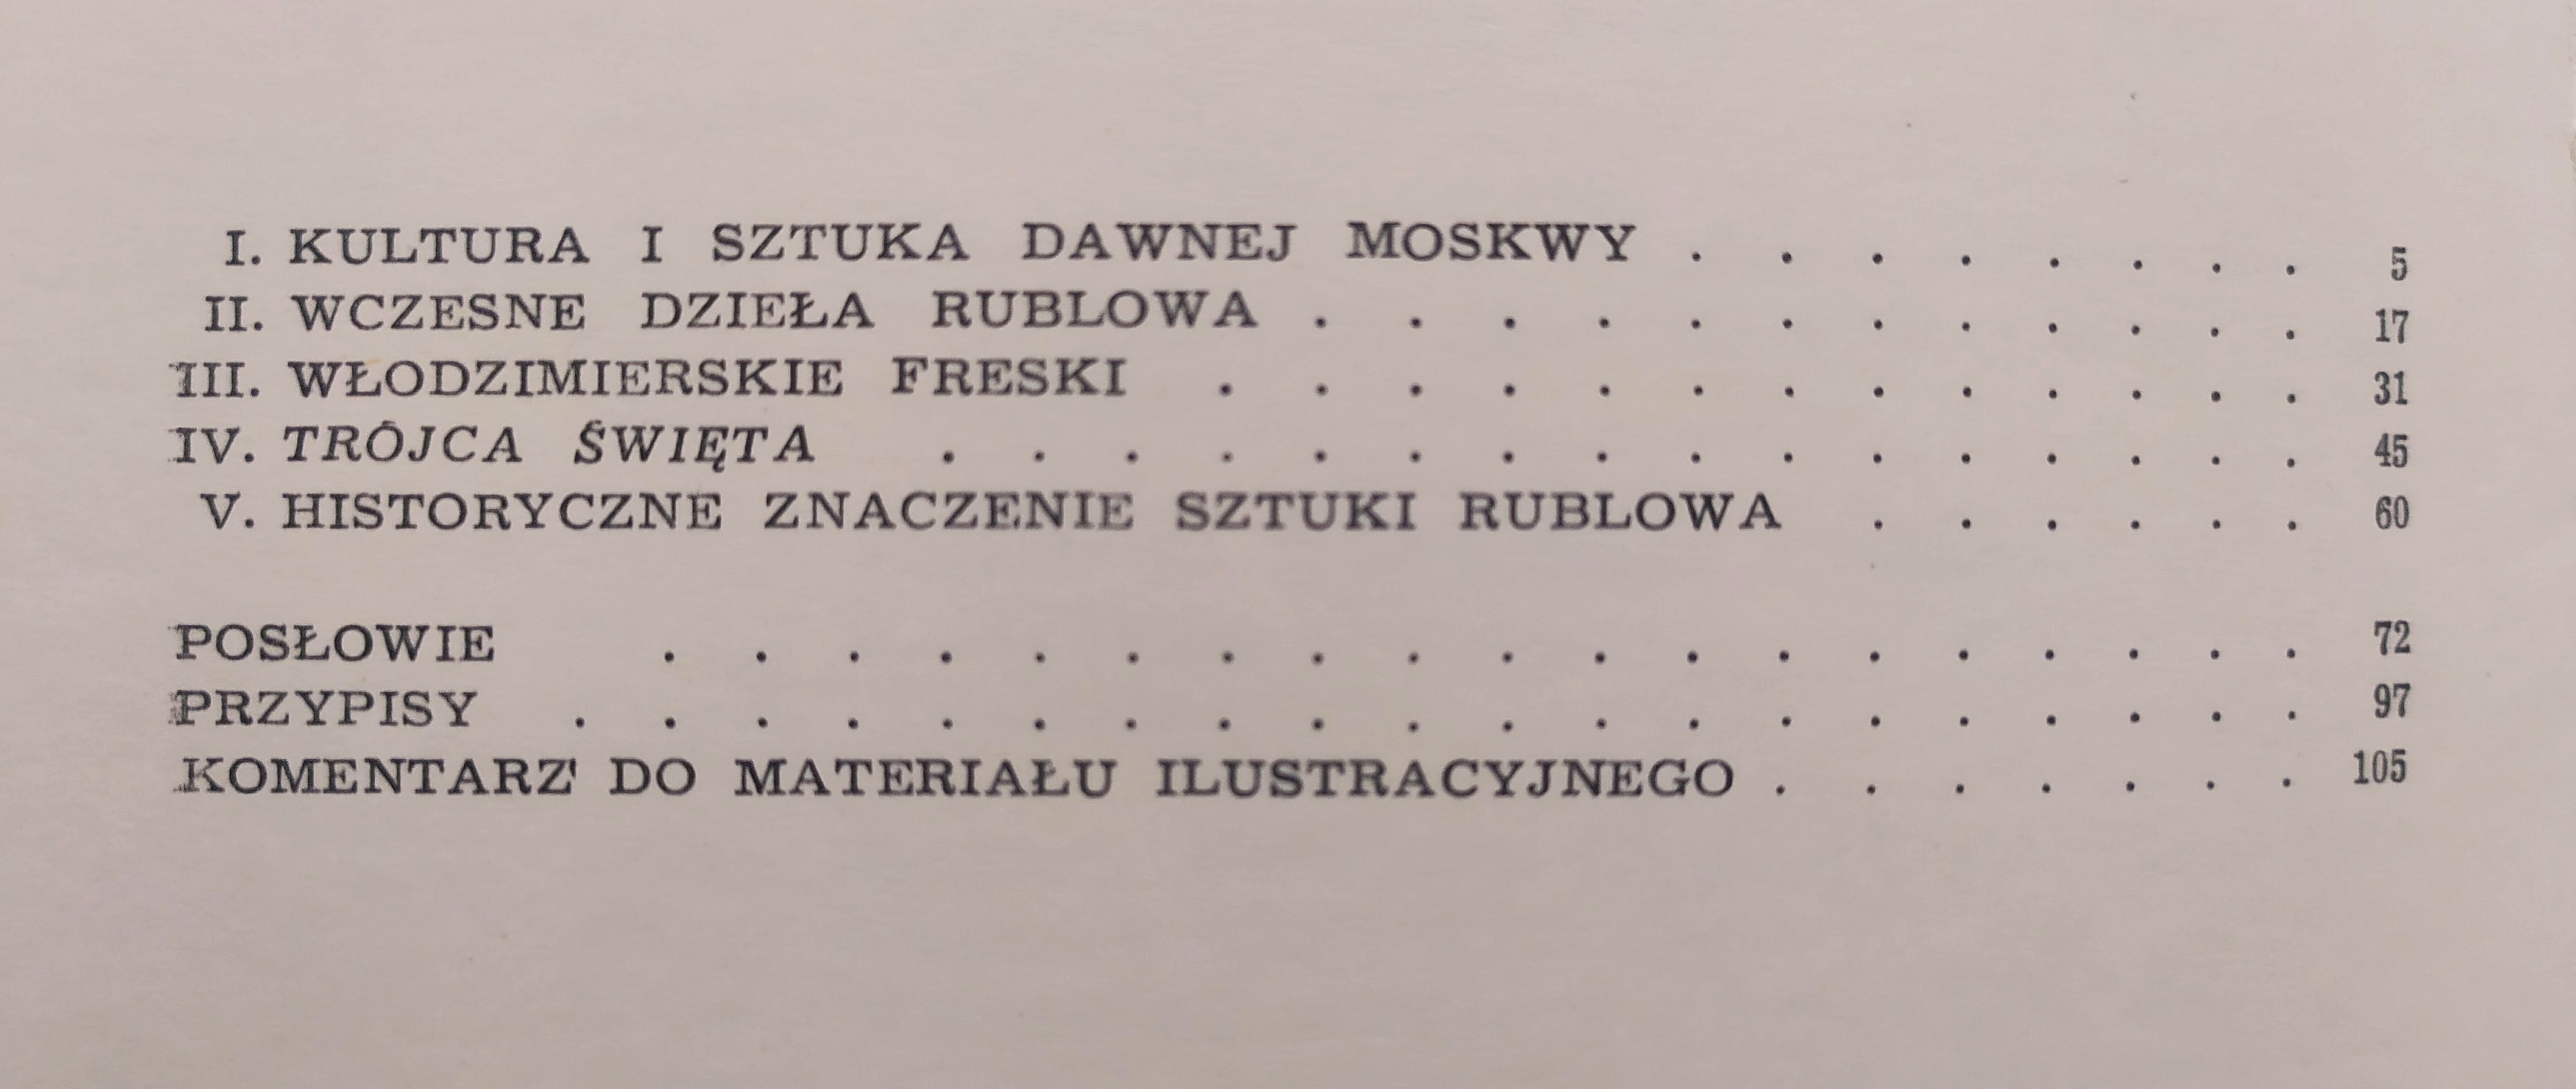 I. KULTURA I SZTUKA DAWNEJ MOSKWY . . . . . . . . 5
II. WCZESNE DZIEŁA RUBLOWA . . . . . . . . . . . . 17
III. WŁODZIMIERSKIE FRESKI . . . . . . . . . . . . . 31
IV. TRÓJCA ŚWIĘTA . . . . . . . . . . . . . . . . 45
V. HISTORYCZNE ZNACZENIE SZTUKI RUBLOWA . . . . . . 60
POSŁOWIE . . . . . . . . . . . . . . . . . . . 72
PRZYPISY . . . . . . . . . . . . . . . . . . . . 97
KOMENTARZ DO MATERIAŁU ILUSTRACYJNEGO . . . . . . . 105